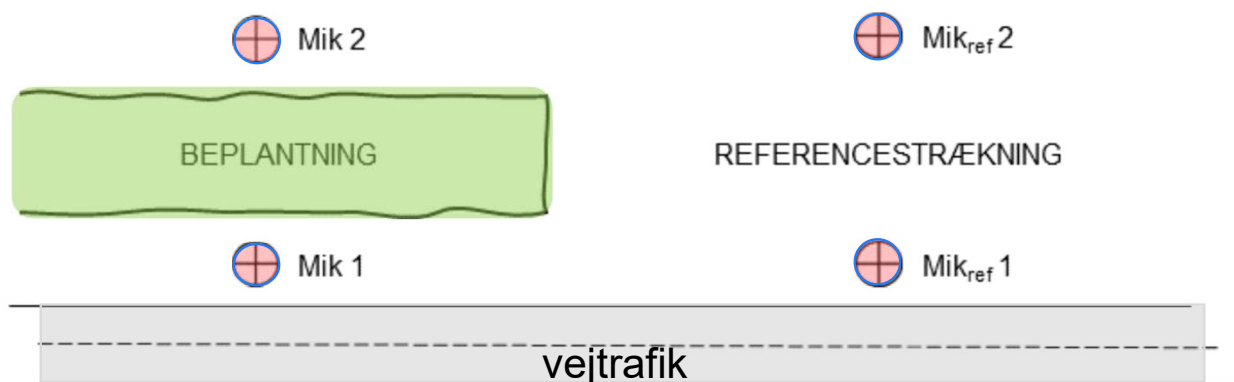 Mik 2
Mikref 2
BEPLANTNING
REFERENCESTRÆKNING
Mik 1
Mikref 1
vejtrafik